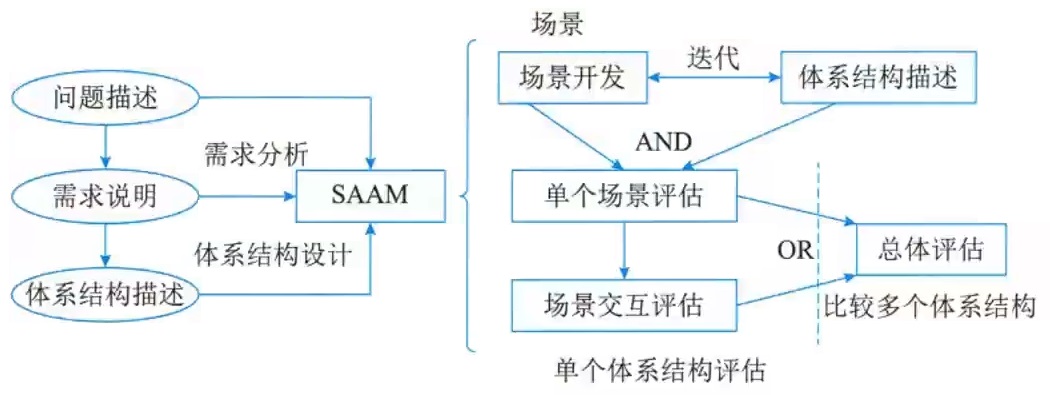 问题描述
需求分析
需求说明
SAAM
体系结构设计
体系结构描述
场景
场景开发
迭代
体系结构描述
AND
单个场景评估
OR
总体评估
场景交互评估
比较多个体系结构
单个体系结构评估